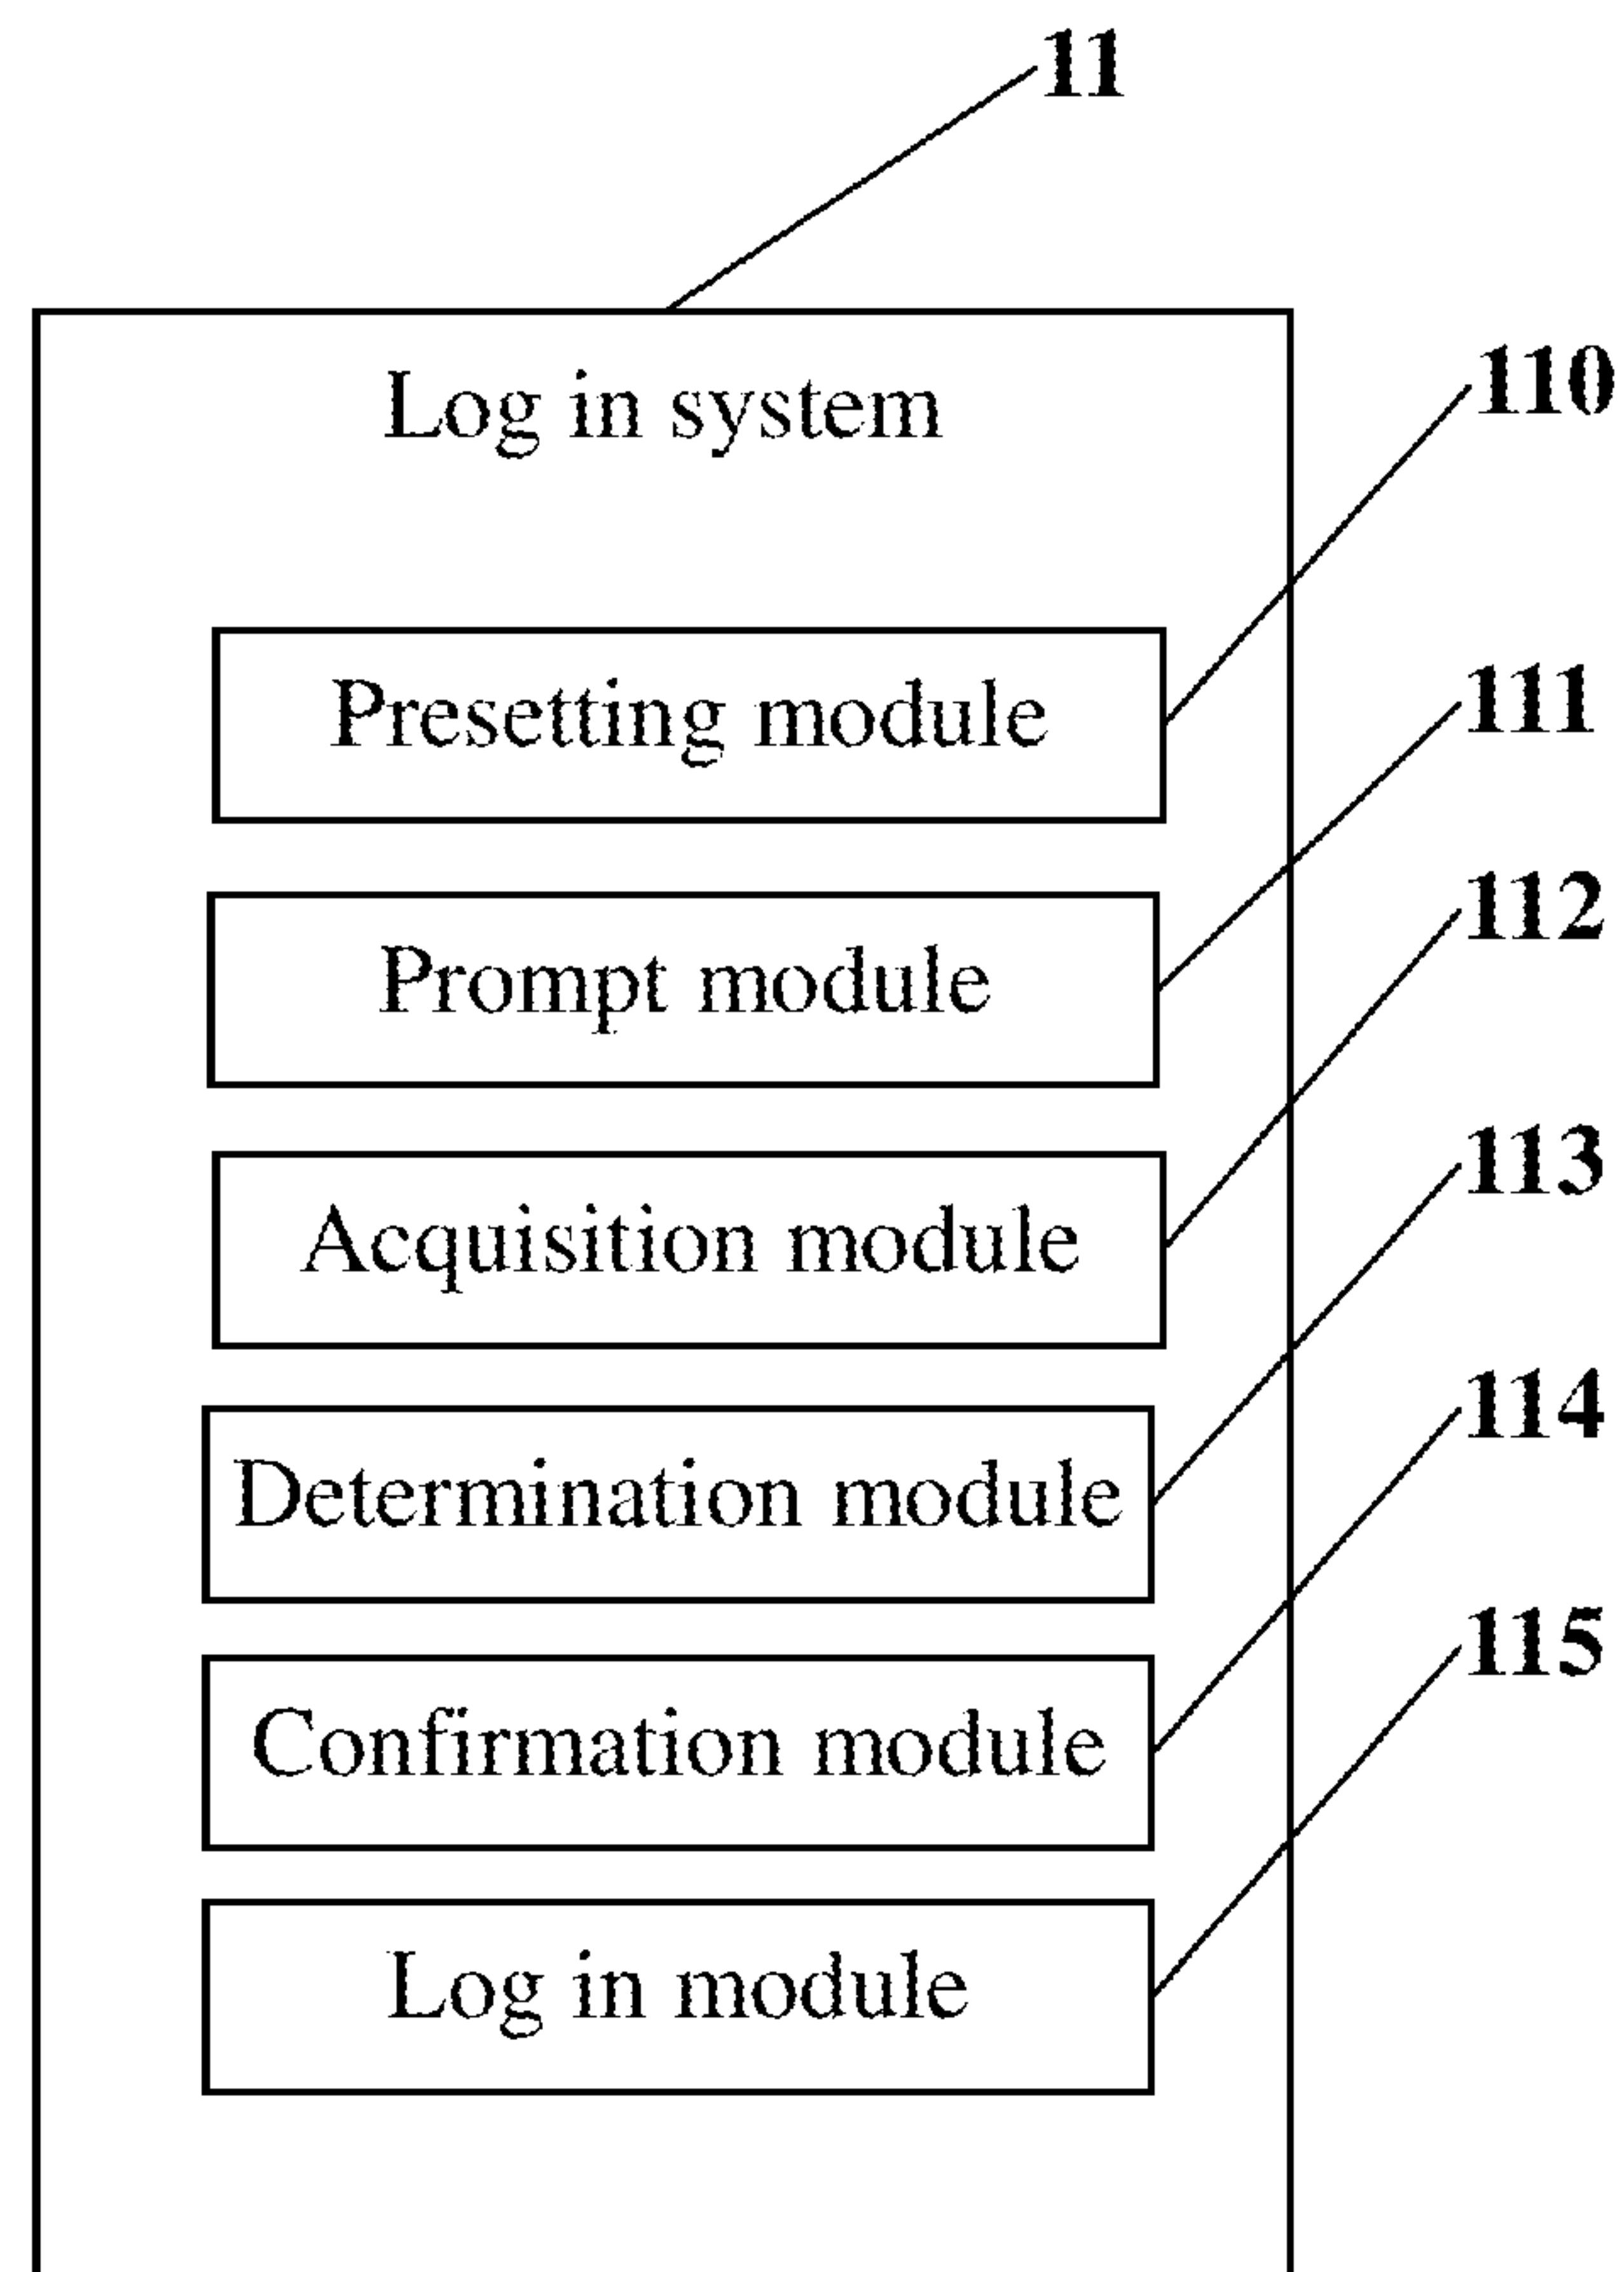 11
Log in system
110
Presetting module
111
Prompt module
112
Acquisition module
113
Determination module
114
Confirmation module
115
Log in module